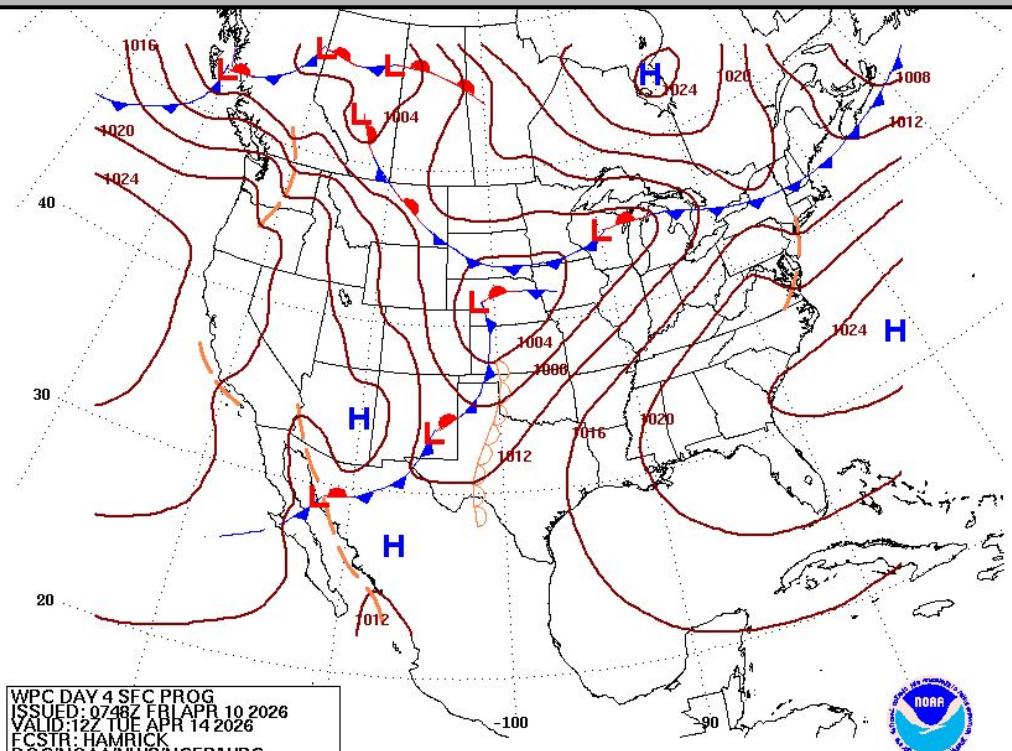 1016
L
L
L
H
1020
1024
1008
L
1004
1012
1020
1024
40
L
L
1024
H
1004
1000
30
H
L
1020
1016
1012
L
H
20
1012
WPC DAY 4 SFC PROG
ISSUED: 0748Z FRI APR 10 2026
VALID:12Z TUE APR 14 2026
FCSTR: HAMRICK
-100
-90
NOAA